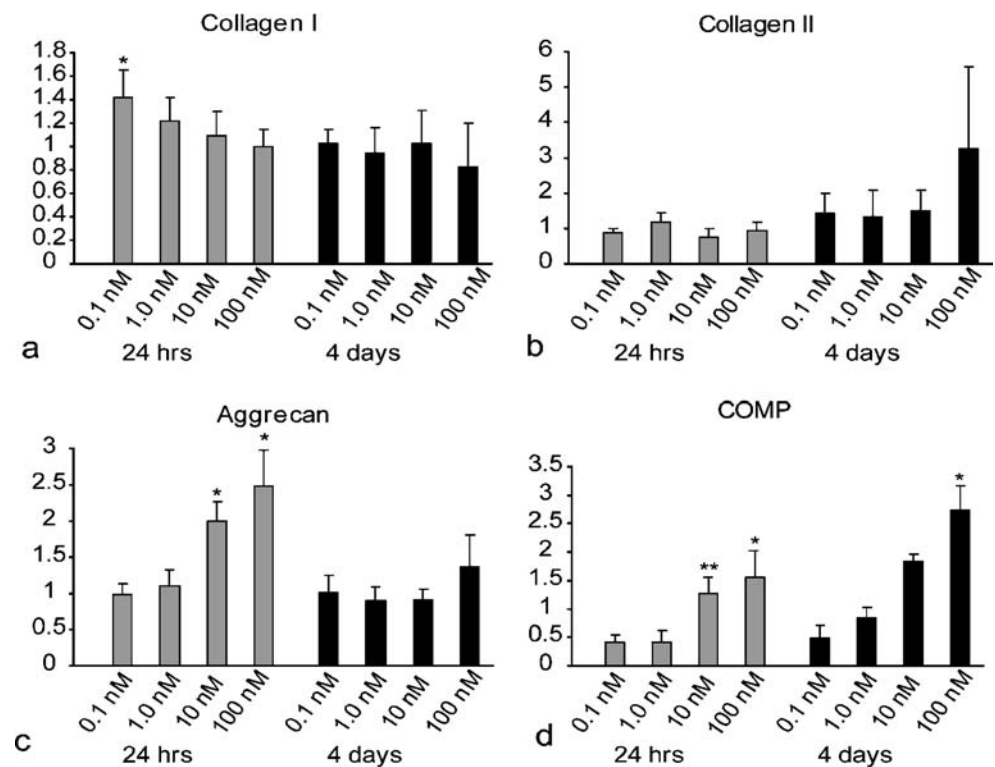 Collagen I
*
1.8
1.4
1.2
1
0.8
0.6
0.4
0.2
0
0.1 nM
1.0 nM
10 nM
100 nM
0.1 nM
1.0 nM
10 nM
100 nM
a
24 hrs
4 days
Collagen II
6
5
4
3
2
1
0
0.1 nM
1.0 nM
10 nM
100 nM
0.1 nM
1.0 nM
10 nM
100 nM
b
24 hrs
4 days
Aggrecan
* *
3
2.5
2
1.5
1
0.5
0
0.1 nM
1.0 nM
10 nM
100 nM
0.1 nM
1.0 nM
10 nM
100 nM
c
24 hrs
4 days
COMP
** * *
3.5
3
2.5
2
1.5
1
0.5
0
0.1 nM
1.0 nM
10 nM
100 nM
0.1 nM
1.0 nM
10 nM
100 nM
d
24 hrs
4 days